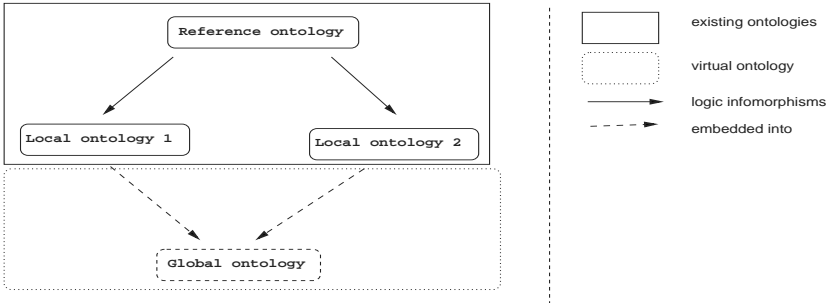 Reference ontology
Local ontology 1
Local ontology 2
Global ontology
existing ontologies
virtual ontology
logic infomorphisms
embedded into